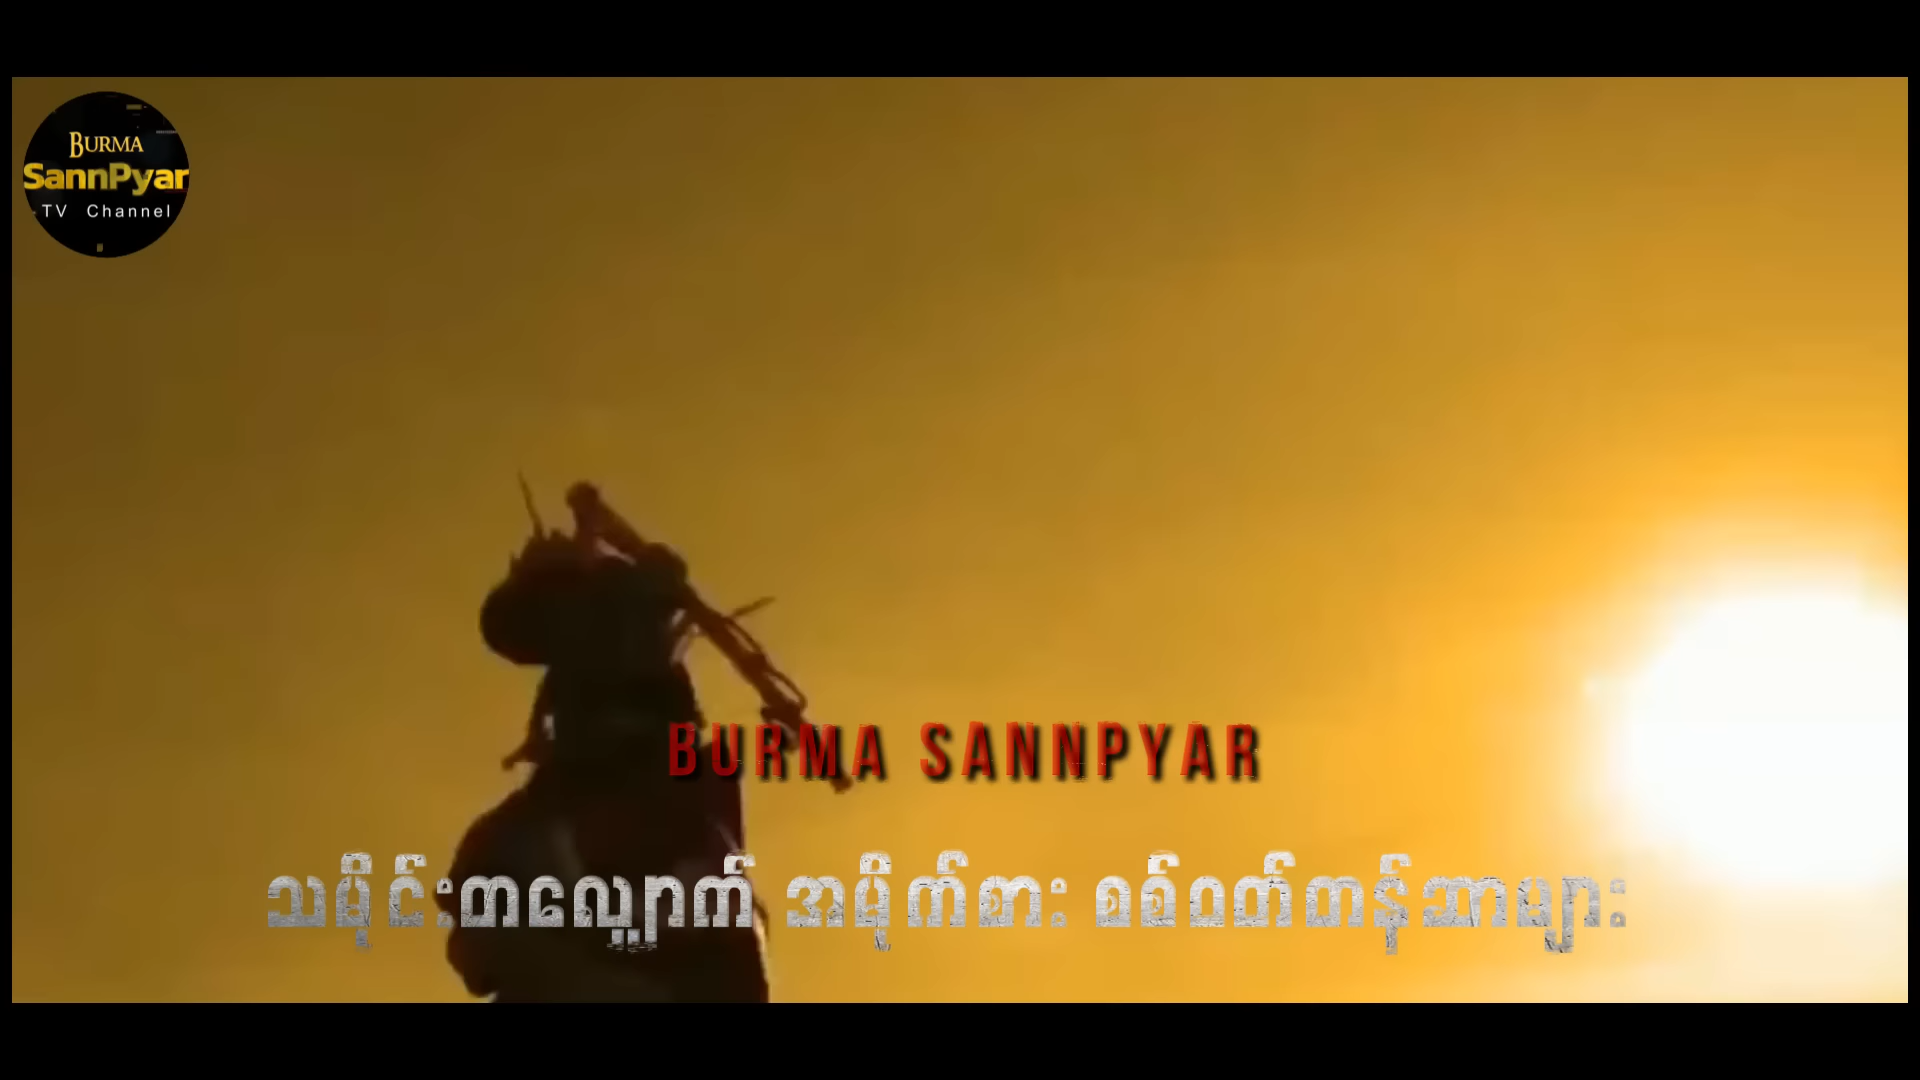 BURMA
SannPyar
TV Channel
BURMA SANNPYAR
သမိုင်းတလျှောက် အမိုက်စား စစ်ဝတ်တန်ဆာများ